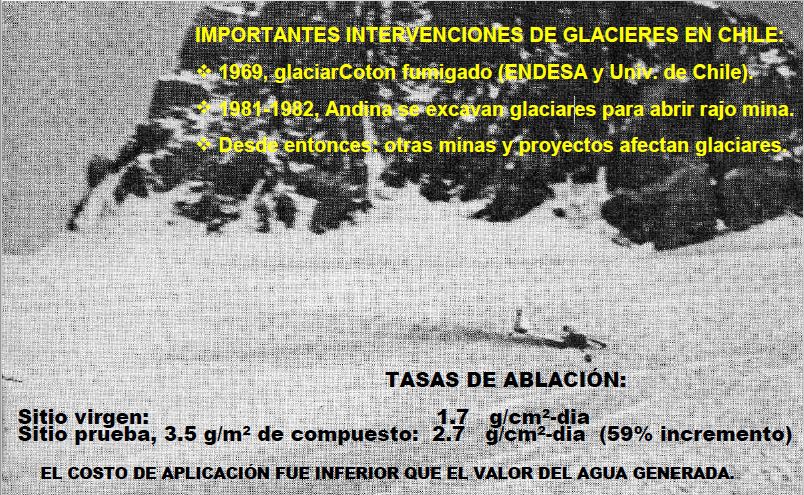 IMPORTANTES INTERVENCIONES DE GLACIERES EN CHILE:
❖ 1969, glaciarCoton fumigado (ENDESA y Univ. de Chile).
❖ 1981-1982, Andina se excavan glaciares para abrir rajo mina.
❖ Desde entonces: otras minas y proyectos afectan glaciares.
TASAS DE ABLACIÓN:
Sitio virgen: 1.7 g/cm²-dia
Sitio prueba, 3.5 g/m² de compuesto: 2.7 g/cm²-dia (59% incremento)
EL COSTO DE APLICACIÓN FUE INFERIOR QUE EL VALOR DEL AGUA GENERADA.